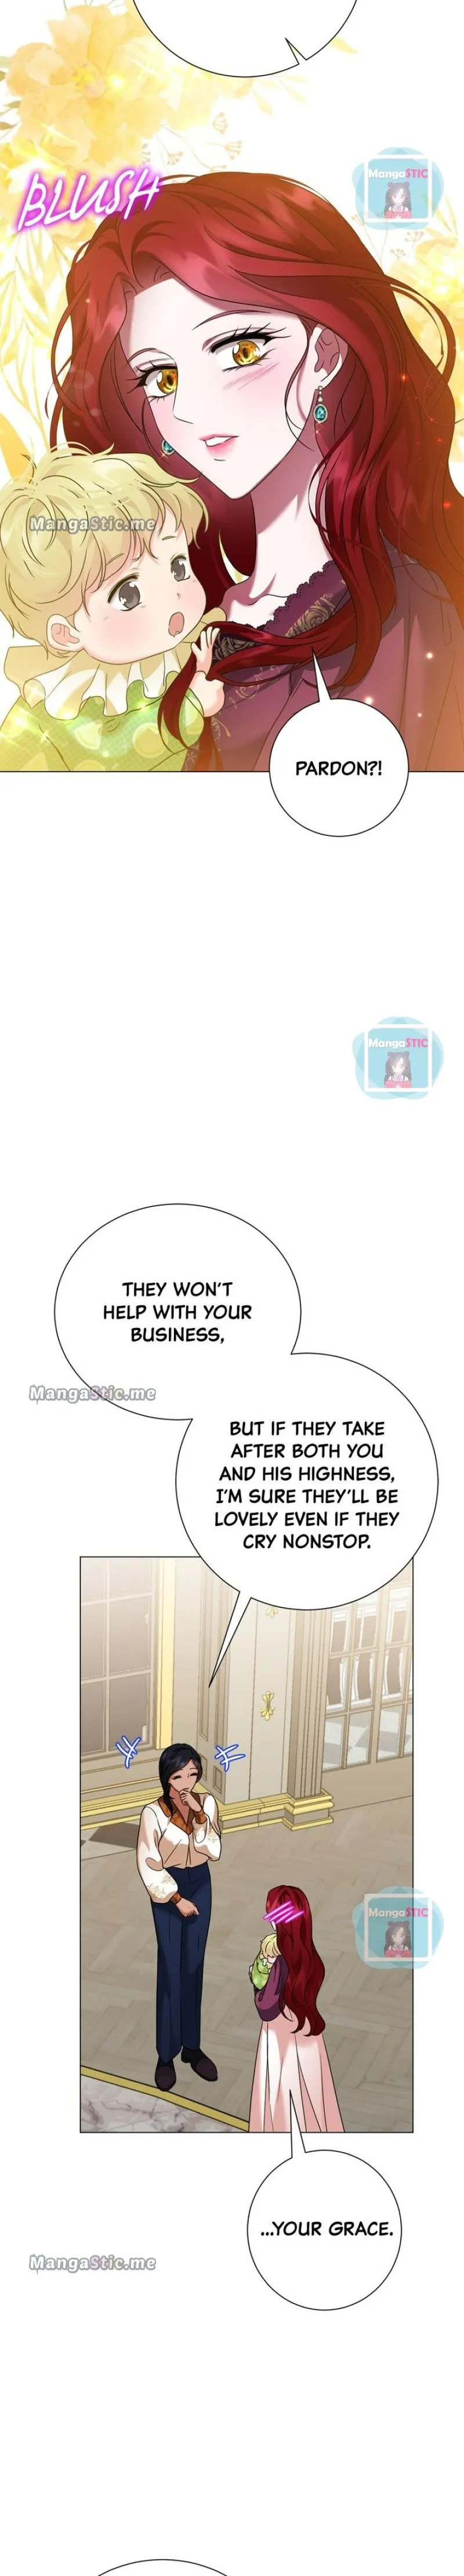 MangaSTIC
BLUSH
MangaStic.me
PARDON?!
MangaSTIC
THEY WON'T
HELP WITH YOUR
BUSINESS,
MangaStic.me
BUT IF THEY TAKE
AFTER BOTH YOU
AND HIS HIGHNESS,
I'M SURE THEY'LL BE
LOVELY EVEN IF THEY
CRY NONSTOP.
MangaStic.me
MangaSTIC
...YOUR GRACE.
MangaStic.me